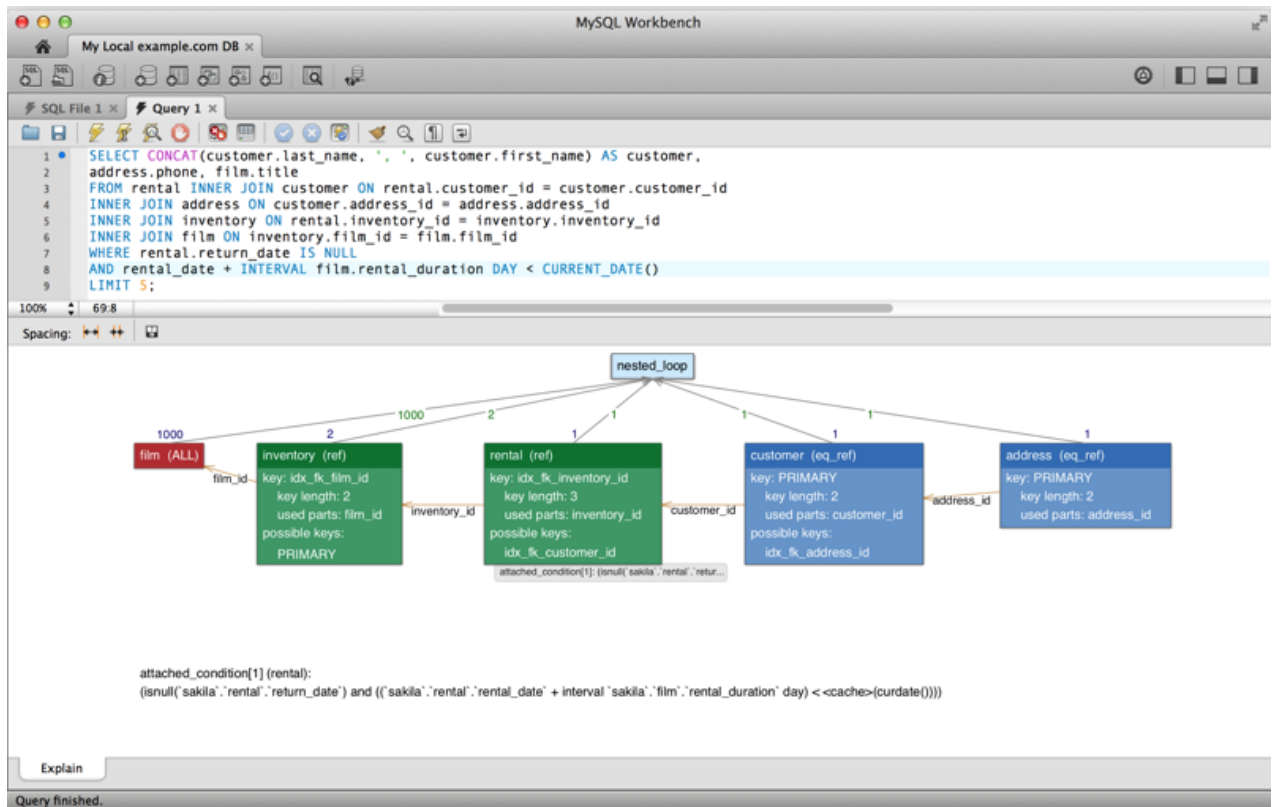 MySQL Workbench
My Local example.com DB ×
SQL File 1 ×
Query 1 ×
1 SELECT CONCAT(customer.last_name, ', ', customer.first_name) AS customer,
2 address.phone, film.title
3 FROM rental INNER JOIN customer ON rental.customer_id = customer.customer_id
4 INNER JOIN address ON customer.address_id = address.address_id
5 INNER JOIN inventory ON rental.inventory_id = inventory.inventory_id
6 INNER JOIN film ON inventory.film_id = film.film_id
7 WHERE rental.return_date IS NULL
8 AND rental_date + INTERVAL film.rental_duration DAY < CURRENT_DATE()
9 LIMIT 5;
100% 69:8
Spacing:
nested_loop
1000 2 1 1 1
1000 2 1 1 1
film (ALL)
film_id
inventory (ref)
key: idx_fk_film_id
key length: 2
used parts: film_id
possible keys:
PRIMARY
inventory_id
rental (ref)
key: idx_fk_inventory_id
key length: 3
used parts: inventory_id
possible keys:
idx_fk_customer_id
attached_condition[1]: (isnull(`sakila`.`rental`.`retur...
customer_id
customer (eq_ref)
key: PRIMARY
key length: 2
used parts: customer_id
possible keys:
idx_fk_address_id
address_id
address (eq_ref)
key: PRIMARY
key length: 2
used parts: address_id
attached_condition[1] (rental):
(isnull(`sakila`.`rental`.`return_date`) and ((`sakila`.`rental`.`rental_date` + interval `sakila`.`film`.`rental_duration` day) < <cache>(curdate())))
Explain
Query finished.